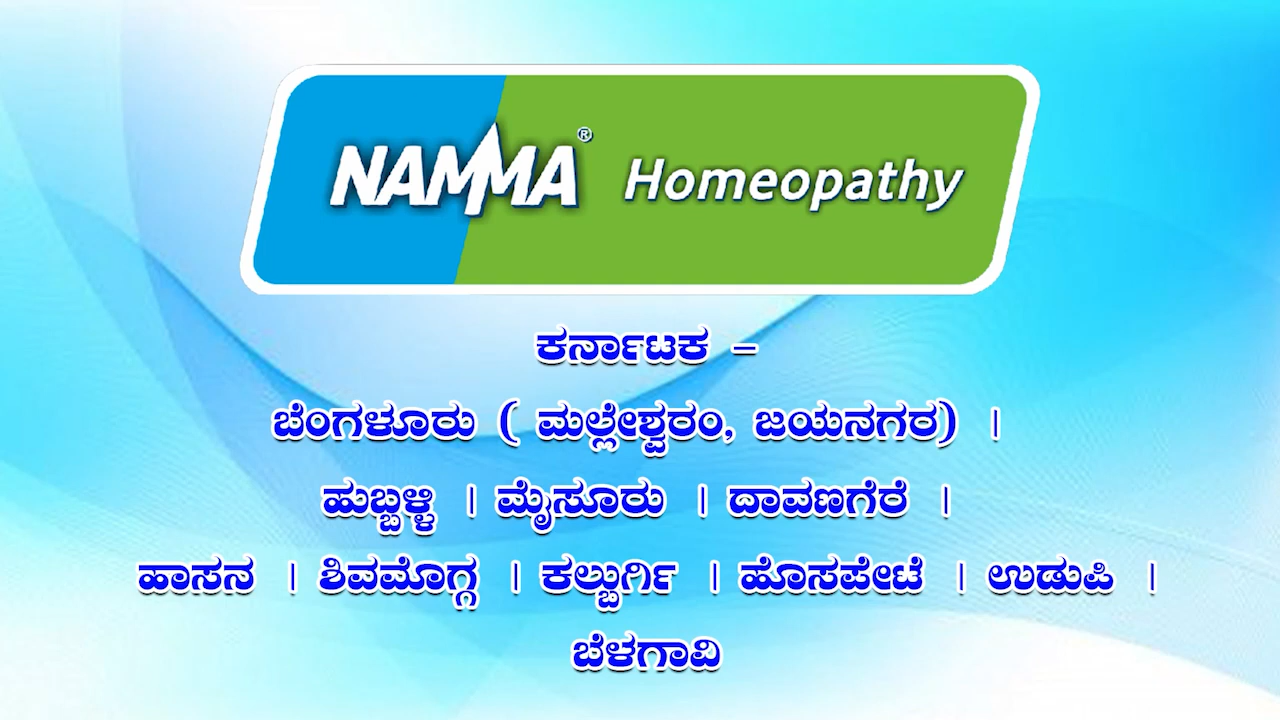 NAMMA® Homeopathy
ಕರ್ನಾಟಕ –
ಬೆಂಗಳೂರು ( ಮಲ್ಲೇಶ್ವರಂ, ಜಯನಗರ) |
ಹುಬ್ಬಳ್ಳಿ | ಮೈಸೂರು | ದಾವಣಗೆರೆ |
ಹಾಸನ | ಶಿವಮೊಗ್ಗ | ಕಲ್ಬುರ್ಗಿ | ಹೊಸಪೇಟೆ | ಉಡುಪಿ |
ಬೆಳಗಾವಿ